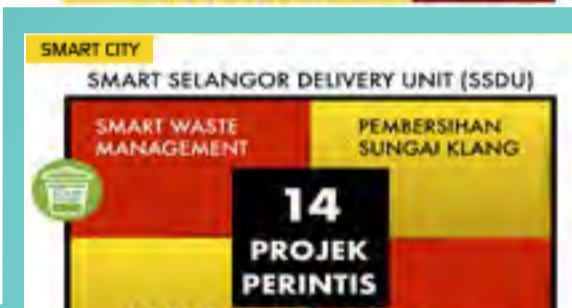 SMART CITY
SMART SELANGOR DELIVERY UNIT (SSDU)
SMART WASTE
MANAGEMENT
PEMBERSIHAN
SUNGAI KLANG
14
PROJEK
PERINTIS